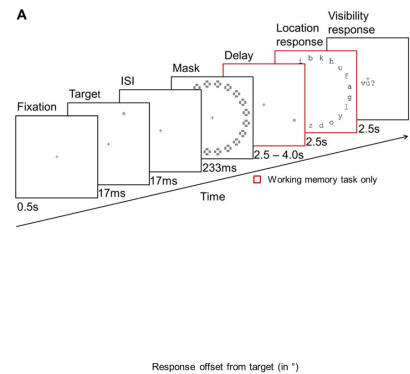 A
Fixation
0.5s
Target
17ms
ISI
17ms
Mask
233ms
Delay
2.5 – 4.0s
Location
response
i b k h u f a g l y o d z
2.5s
Visibility
response
2.5s
Working memory task only
Time
Response offset from target (in °)